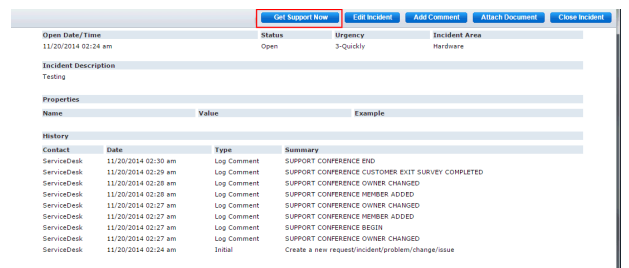 Get Support Now Edit Incident Add Comment Attach Document Close Incident
Open Date/Time Status Urgency Incident Area
11/20/2014 02:24 am Open 3-Quickly Hardware
Incident Description
Testing
Properties
Name Value Example
History
Contact Date Type Summary
ServiceDesk 11/20/2014 02:30 am Log Comment SUPPORT CONFERENCE END
ServiceDesk 11/20/2014 02:29 am Log Comment SUPPORT CONFERENCE CUSTOMER EXIT SURVEY COMPLETED
ServiceDesk 11/20/2014 02:28 am Log Comment SUPPORT CONFERENCE OWNER CHANGED
ServiceDesk 11/20/2014 02:28 am Log Comment SUPPORT CONFERENCE MEMBER ADDED
ServiceDesk 11/20/2014 02:27 am Log Comment SUPPORT CONFERENCE OWNER CHANGED
ServiceDesk 11/20/2014 02:27 am Log Comment SUPPORT CONFERENCE MEMBER ADDED
ServiceDesk 11/20/2014 02:27 am Log Comment SUPPORT CONFERENCE BEGIN
ServiceDesk 11/20/2014 02:27 am Log Comment SUPPORT CONFERENCE OWNER CHANGED
ServiceDesk 11/20/2014 02:24 am Initial Create a new request/incident/problem/change/issue